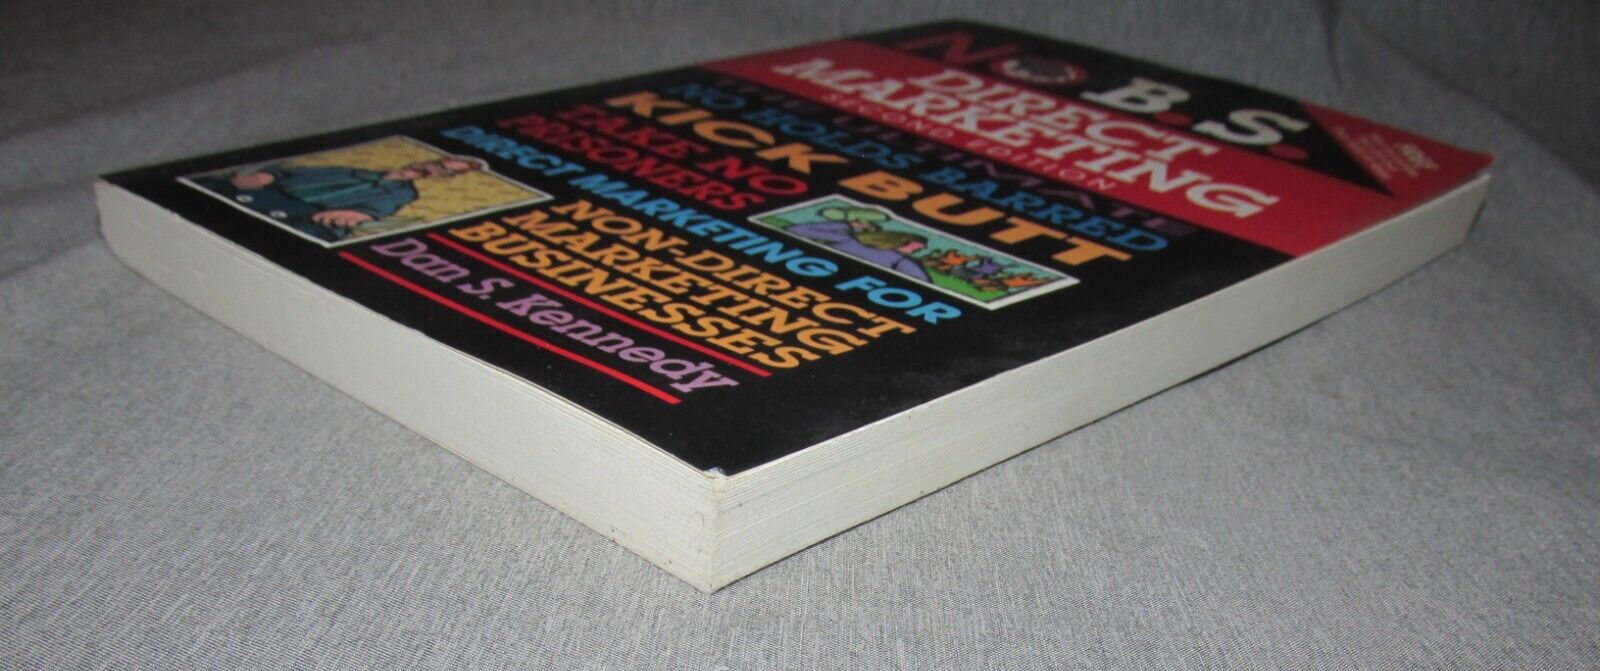 NO B.S.
DIRECT
MARKETING
SECOND EDITION
THE ULTIMATE
NO HOLDS BARRED
KICK BUTT
TAKE NO
PRISONERS
DIRECT MARKETING FOR
NON-DIRECT
MARKETING
BUSINESSES
Dan S. Kennedy